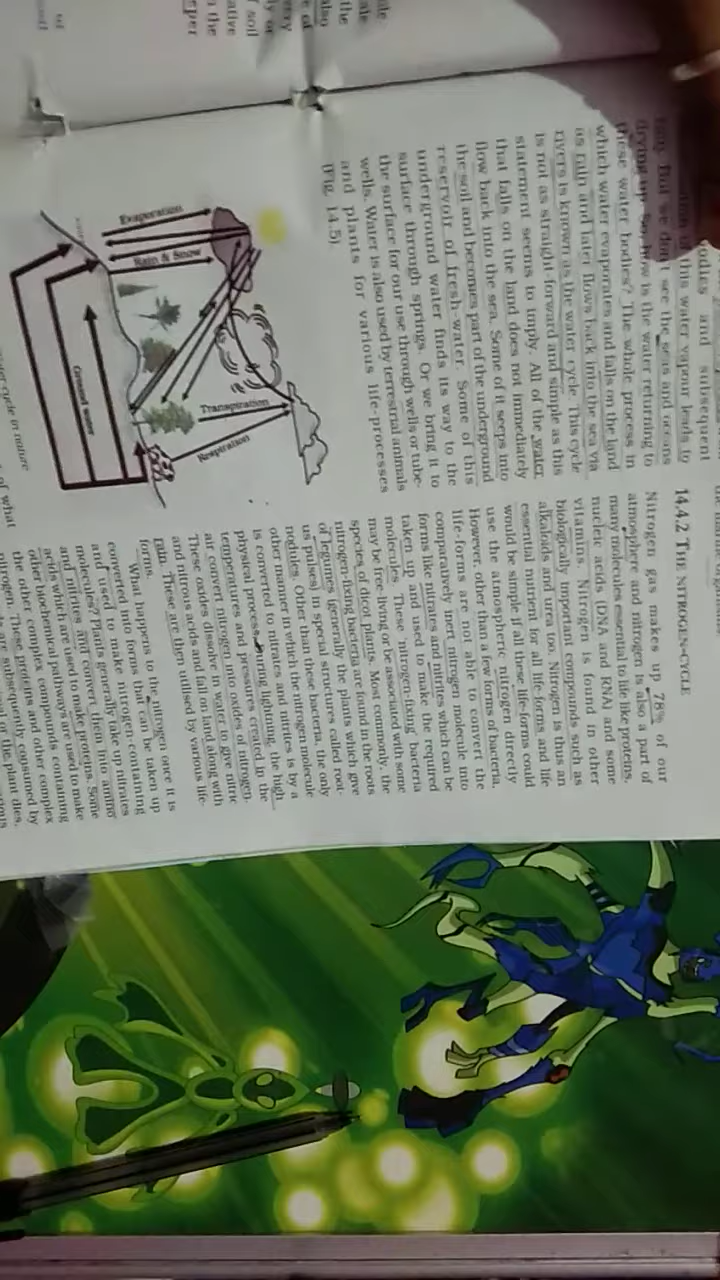 odies and subsequent
of this water vapour leads to
rain. But we don't see the seas and oceans
drying up. So, how is the water returning to
these water bodies? The whole process in
which water evaporates and falls on the land
as rain and later flows back into the sea via
rivers is known as the water cycle. This cycle
is not as straight-forward and simple as this
statement seems to imply. All of the water
that falls on the land does not immediately
flow back into the sea. Some of it seeps into
the soil and becomes part of the underground
reservoir of fresh-water. Some of this
underground water finds its way to the
surface through springs. Or we bring it to
the surface for our use through wells or tube-
wells. Water is also used by terrestrial animals
and plants for various life-processes
(Fig. 14.5)
Evaporation
Rain & Snow
Transpiration
Respiration
Ground water
cycle in nature
of what
14.4.2 THE NITROGEN-CYCLE
Nitrogen gas makes up 78% of our
atmosphere and nitrogen is also a part of
many molecules essential to life like proteins,
nucleic acids (DNA and RNA) and some
vitamins. Nitrogen is found in other
biologically important compounds such as
alkaloids and urea too. Nitrogen is thus an
essential nutrient for all life-forms and life
would be simple if all these life-forms could
use the atmospheric nitrogen directly.
However, other than a few forms of bacteria,
life-forms are not able to convert the
comparatively inert nitrogen molecule into
forms like nitrates and nitrites which can be
taken up and used to make the required
molecules. These 'nitrogen-fixing' bacteria
may be free-living or be associated with some
species of dicot plants. Most commonly, the
nitrogen-fixing bacteria are found in the roots
of legumes (generally the plants which give
us pulses) in special structures called root-
nodules. Other than these bacteria, the only
other manner in which the nitrogen molecule
is converted to nitrates and nitrites is by a
physical process. During lightning, the high
temperatures and pressures created in the
air convert nitrogen into oxides of nitrogen.
These oxides dissolve in water to give nitric
and nitrous acids and fall on land along with
rain. These are then utilised by various life-
forms.
What happens to the nitrogen once it is
converted into forms that can be taken up
and used to make nitrogen-containing
molecules? Plants generally take up nitrates
and nitrites and convert them into amino
acids which are used to make proteins. Some
other biochemical pathways are used to make
the other complex compounds containing
nitrogen. These proteins and other complex
are subsequently consumed by
the plant dies,